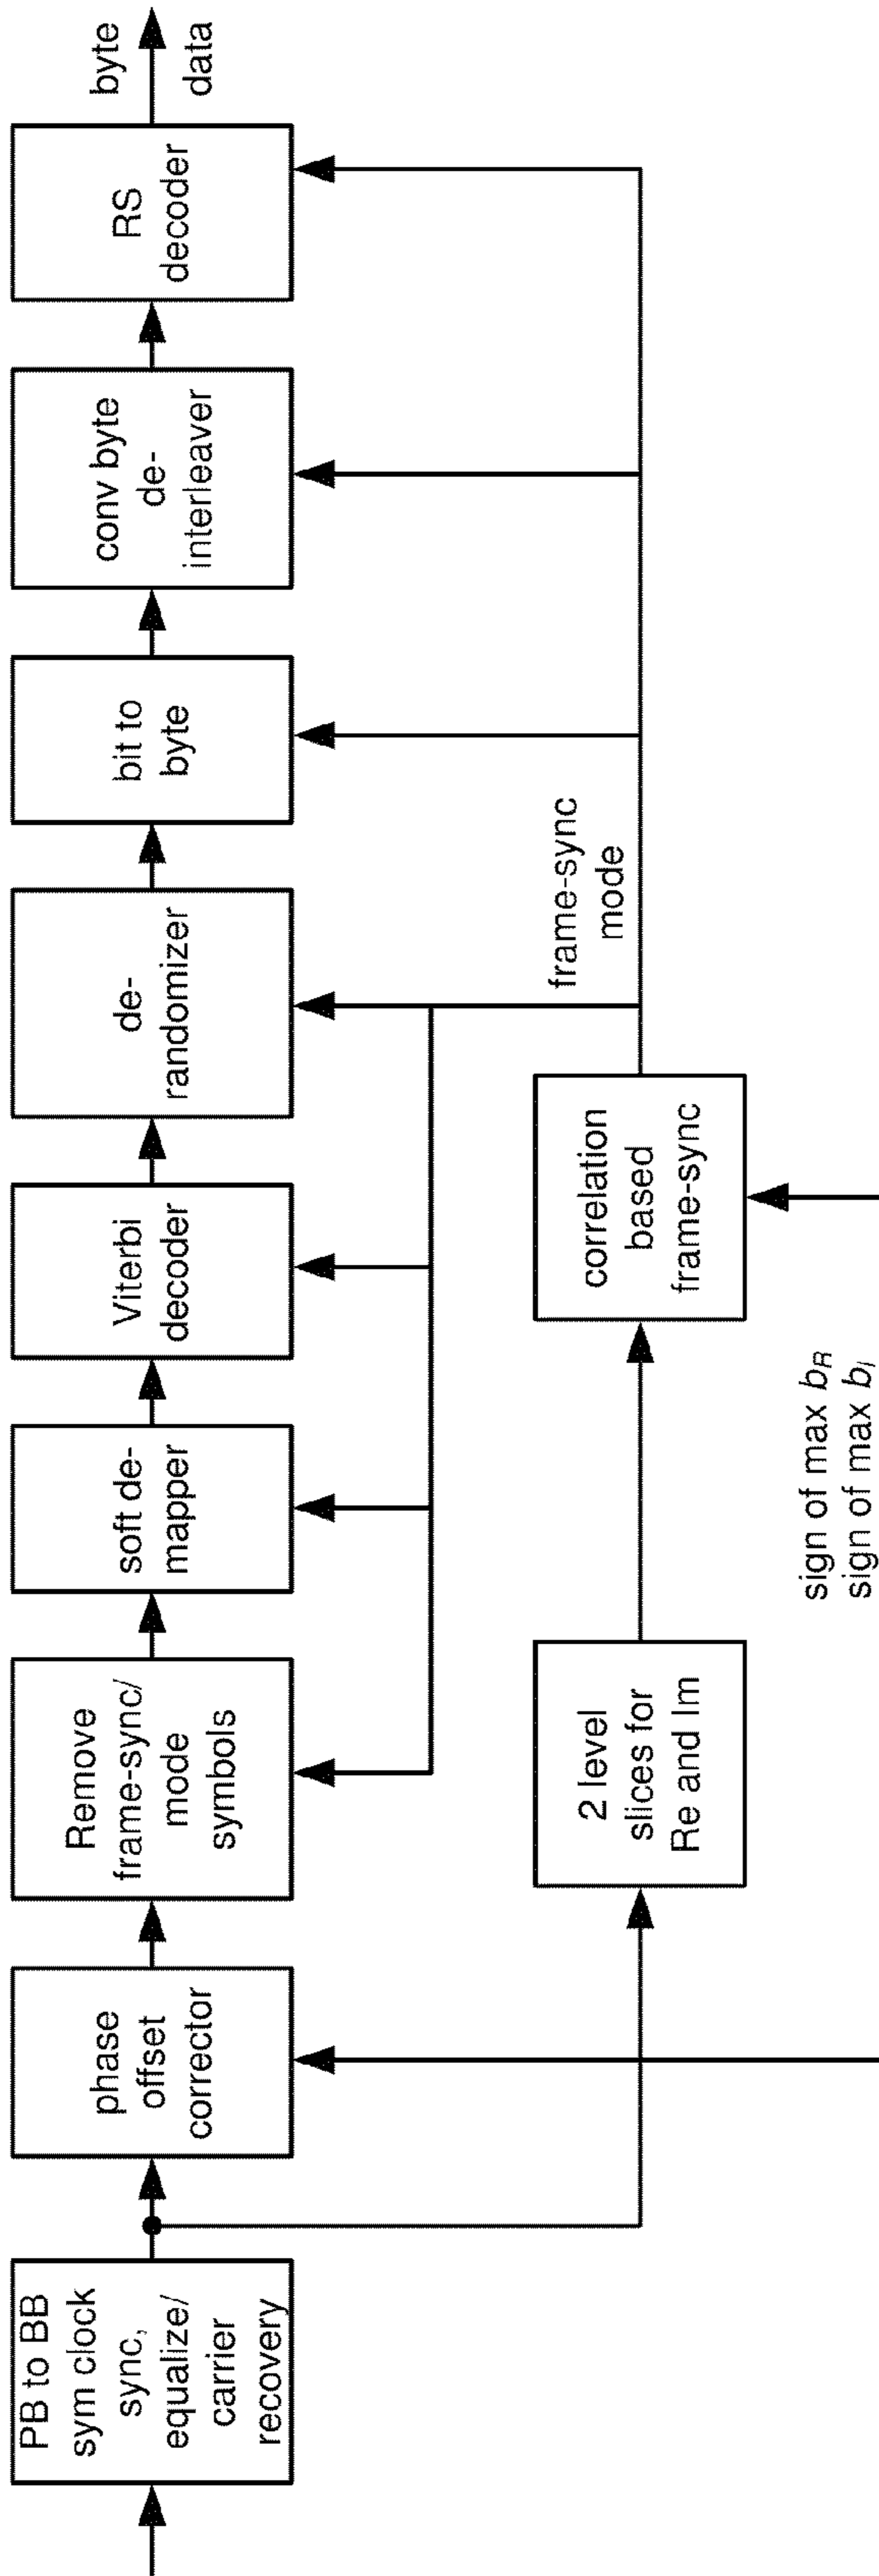 PB to BB
sym clock
sync,
equalize/
carrier
recovery
phase
offset
corrector
Remove
frame-sync/
mode
symbols
soft de-
mapper
Viterbi
decoder
de-
randomizer
bit to
byte
conv byte
de-
interleaver
RS
decoder
byte
data
2 level
slices for
Re and Im
correlation
based
frame-sync
frame-sync
mode
sign of max bR
sign of max bI